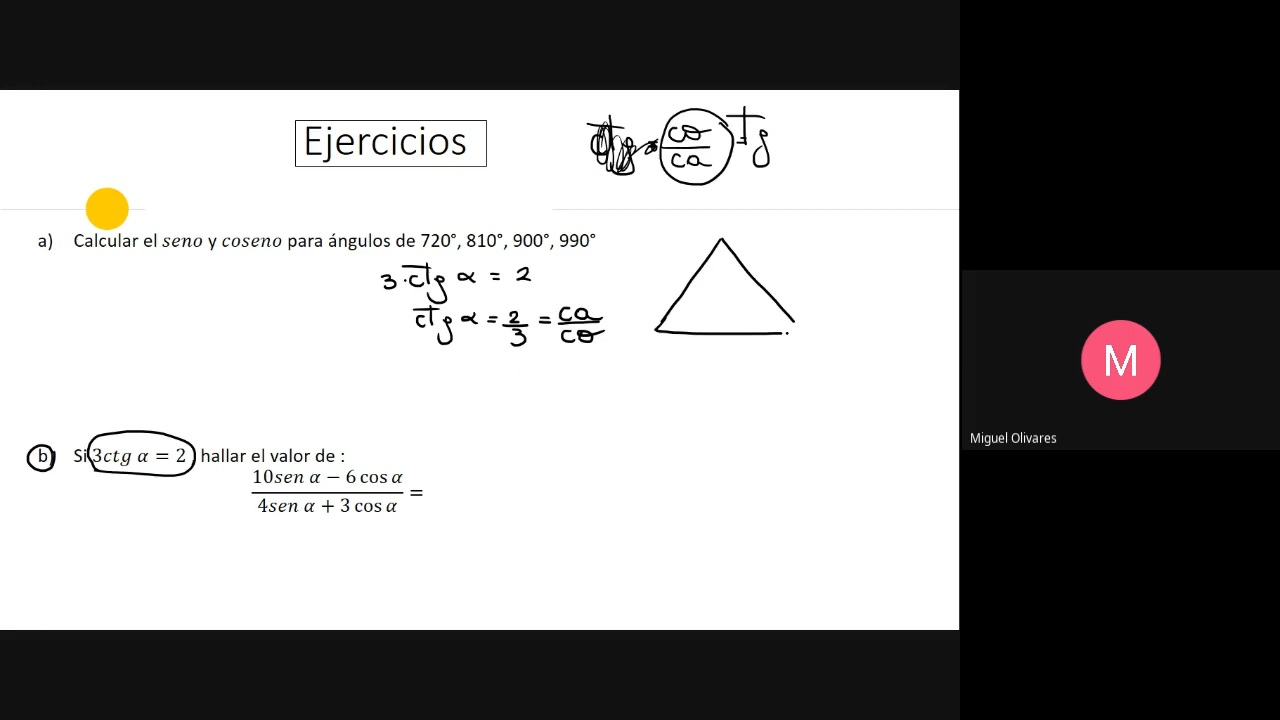 Ejercicios
co/ca = Tg
a) Calcular el seno y coseno para ángulos de 720°, 810°, 900°, 990°
3 · ctg α = 2
ctg α = 2/3 = ca/co
b) Si 3ctg α = 2 , hallar el valor de :
10sen α − 6 cos α
4sen α + 3 cos α
=
M
Miguel Olivares